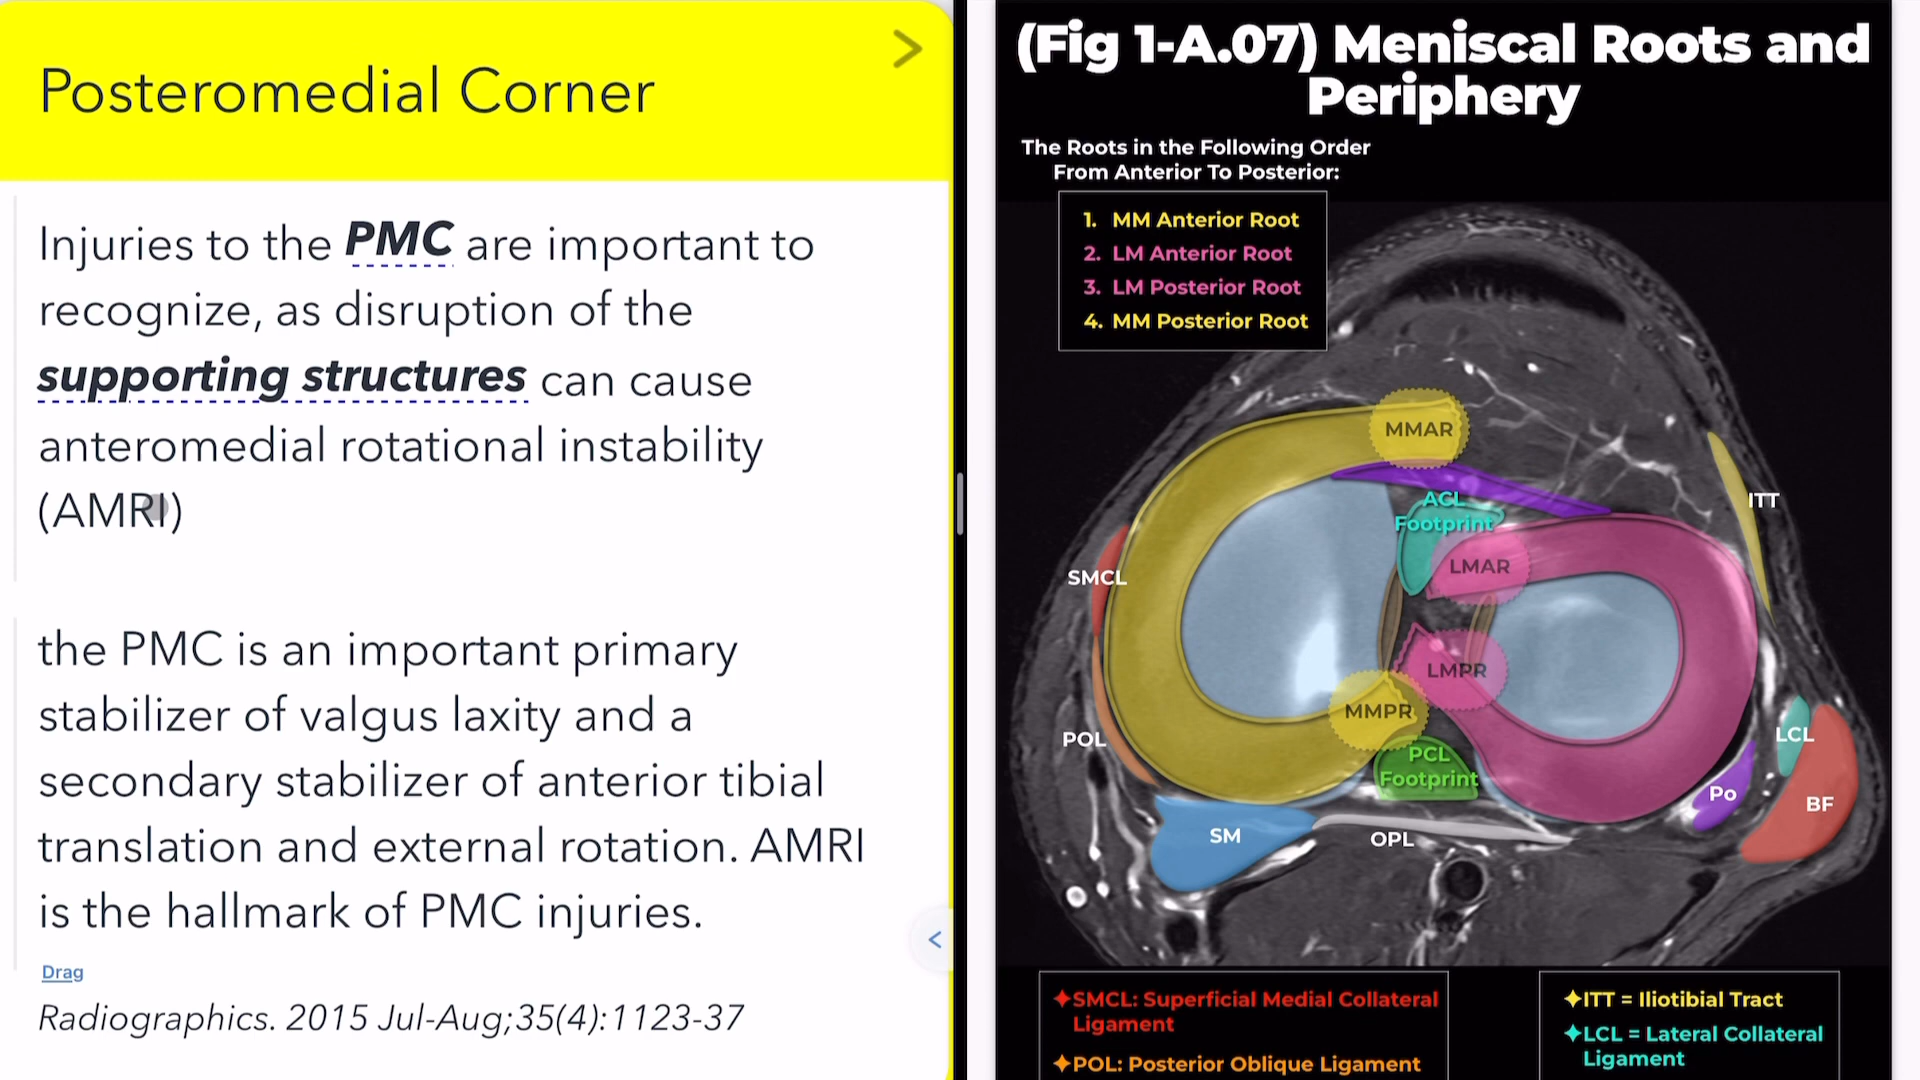 Posteromedial Corner
Injuries to the PMC are important to
recognize, as disruption of the
supporting structures can cause
anteromedial rotational instability
(AMRI)
the PMC is an important primary
stabilizer of valgus laxity and a
secondary stabilizer of anterior tibial
translation and external rotation. AMRI
is the hallmark of PMC injuries.
Drag
Radiographics. 2015 Jul-Aug;35(4):1123-37
(Fig 1-A.07) Meniscal Roots and
Periphery
The Roots in the Following Order
From Anterior To Posterior:
1. MM Anterior Root
2. LM Anterior Root
3. LM Posterior Root
4. MM Posterior Root
MMAR
ACL
Footprint
ITT
LMAR
SMCL
LMPR
MMPR
POL
LCL
PCL
Footprint
Po
BF
SM
OPL
SMCL: Superficial Medial Collateral
Ligament
POL: Posterior Oblique Ligament
ITT = Iliotibial Tract
LCL = Lateral Collateral
Ligament